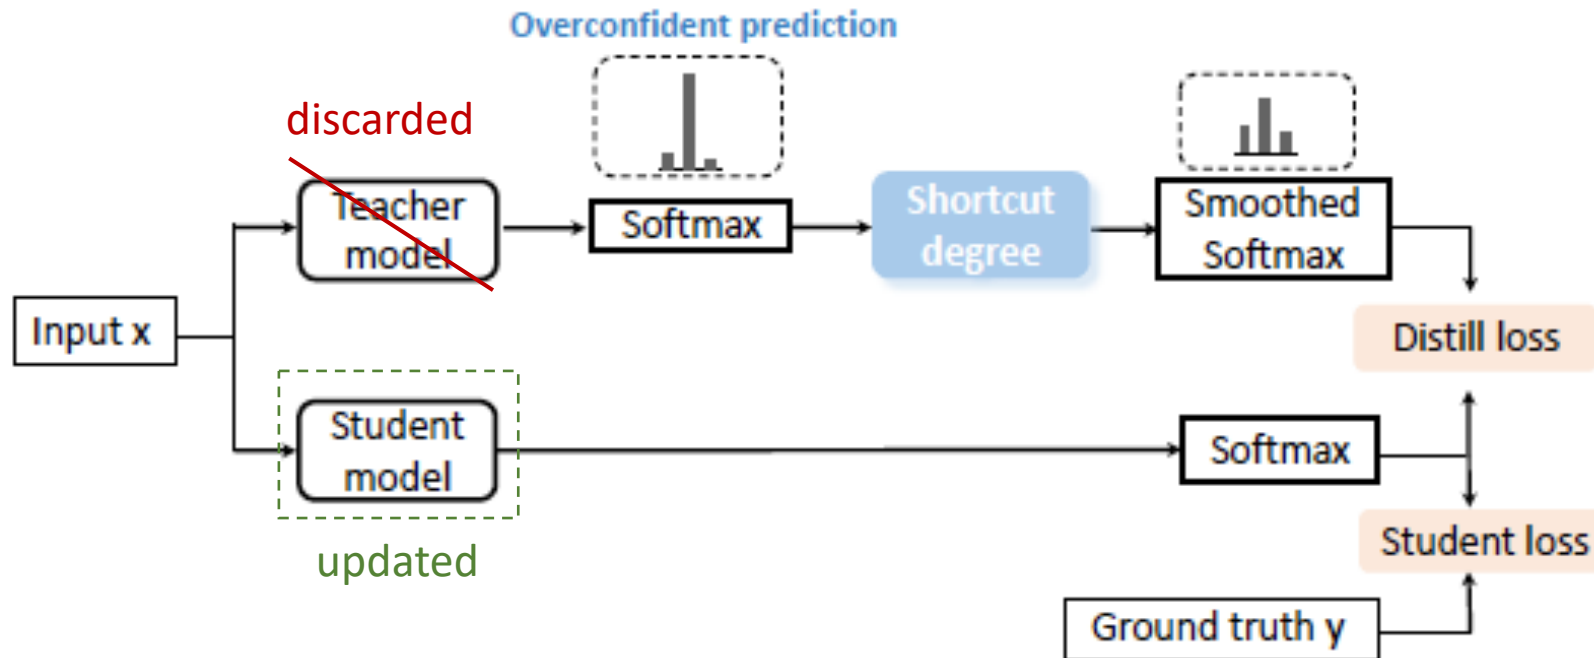 Overconfident prediction
discarded
Teacher
model
Softmax
Shortcut
degree
Smoothed
Softmax
Input x
Distill loss
Student
model
Softmax
updated
Student loss
Ground truth y